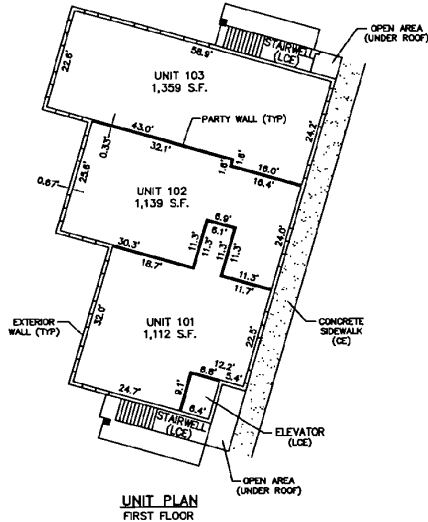 OPEN AREA
(UNDER ROOF)
STAIRWELL
(LCE)
58.9'
22.6'
UNIT 103
1,359 S.F.
24.2'
PARTY WALL (TYP)
43.0'
32.1'
0.33'
1.8'
1.8'
16.0'
16.4'
0.67'
25.8'
UNIT 102
1,139 S.F.
6.9'
6.1'
11.3'
11.3'
11.3'
11.3'
24.0'
30.3'
18.7'
11.3'
11.7'
EXTERIOR
WALL (TYP)
32.0'
UNIT 101
1,112 S.F.
22.5'
CONCRETE
SIDEWALK
(CE)
12.2'
6.6'
5.4'
9.1'
24.7'
6.4'
STAIRWELL
(LCE)
ELEVATOR
(LCE)
OPEN AREA
(UNDER ROOF)
UNIT PLAN
FIRST FLOOR